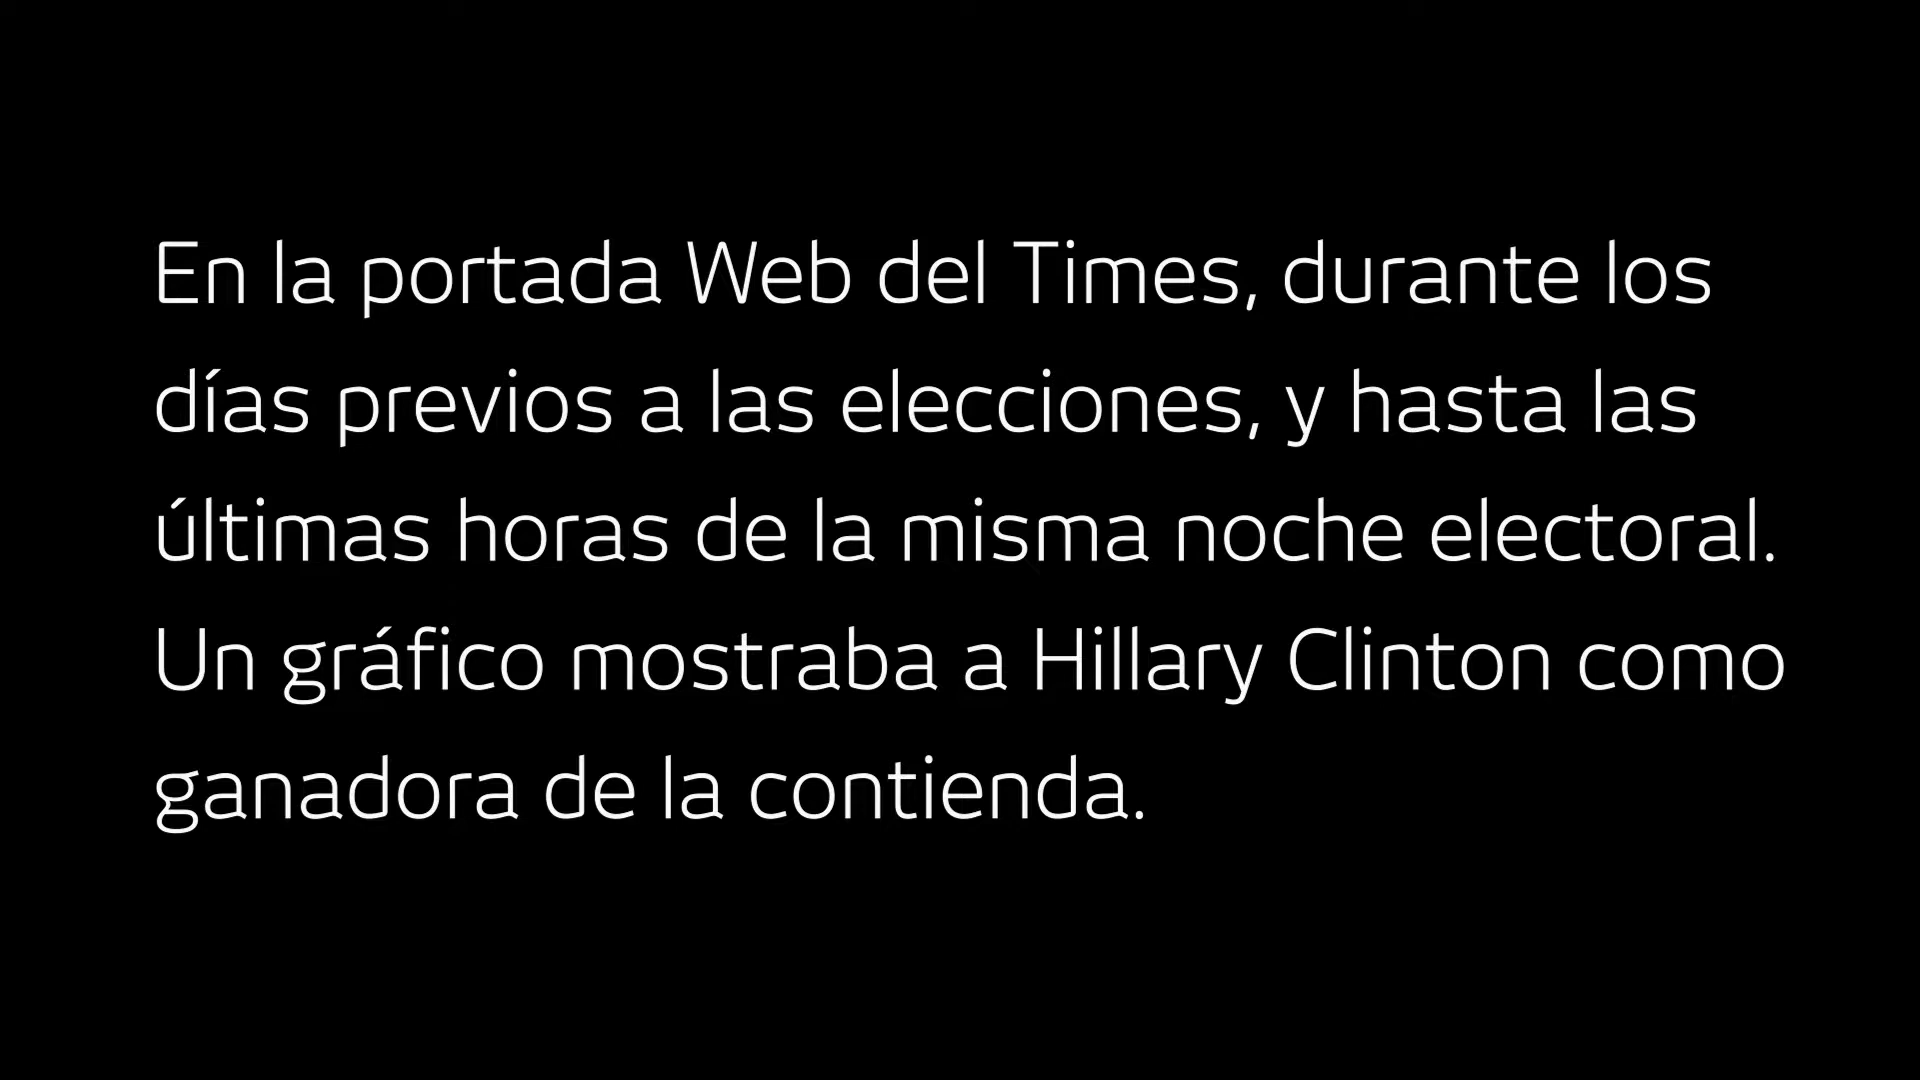 En la portada Web del Times, durante los
días previos a las elecciones, y hasta las
últimas horas de la misma noche electoral.
Un gráfico mostraba a Hillary Clinton como
ganadora de la contienda.